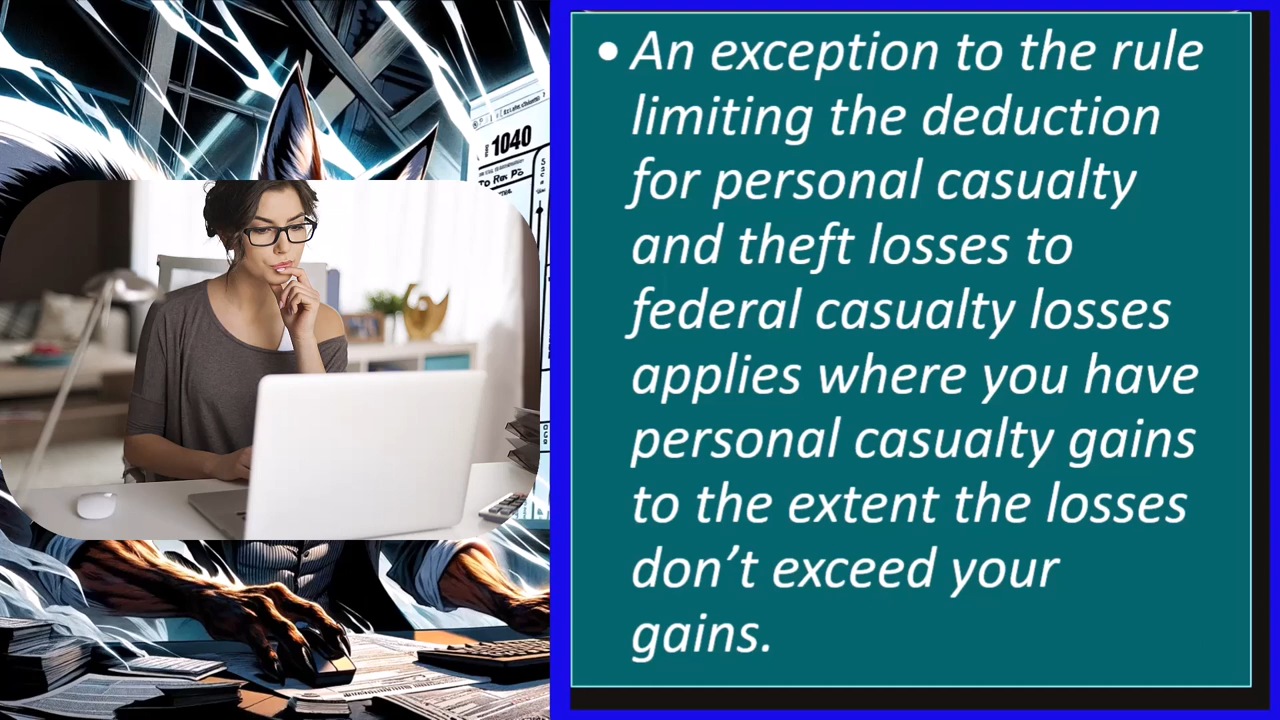 1040
• An exception to the rule
limiting the deduction
for personal casualty
and theft losses to
federal casualty losses
applies where you have
personal casualty gains
to the extent the losses
don’t exceed your
gains.